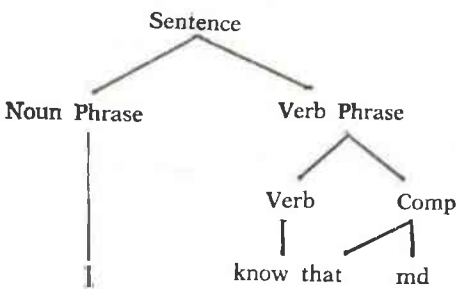 Sentence
Noun Phrase Verb Phrase
Verb Comp
I know that md